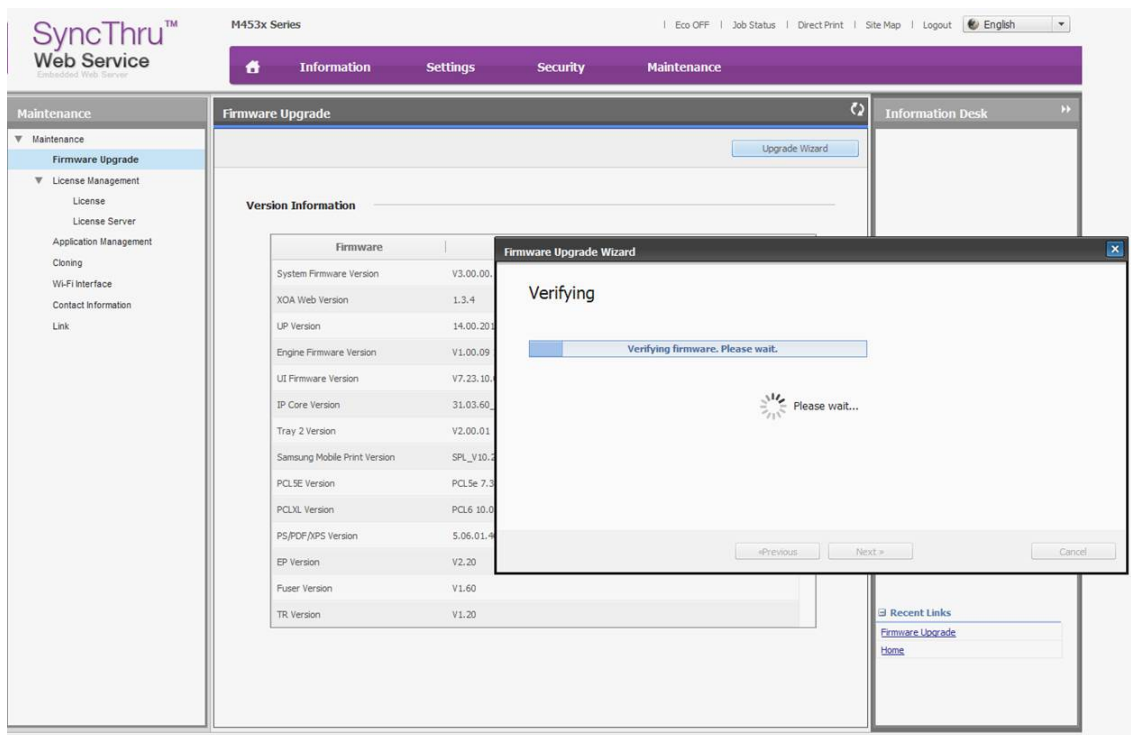 SyncThru™
Web Service
Embedded Web Server
M453x Series
Eco OFF | Job Status | Direct Print | Site Map | Logout English
Information Settings Security Maintenance
Maintenance
Maintenance
Firmware Upgrade
License Management
License
License Server
Application Management
Cloning
Wi-Fi Interface
Contact Information
Link
Firmware Upgrade
Upgrade Wizard
Version Information
Firmware
System Firmware Version V3.00.00.
XOA Web Version 1.3.4
UP Version 14.00.201
Engine Firmware Version V1.00.09
UI Firmware Version V7.23.10.
IP Core Version 31.03.60_
Tray 2 Version V2.00.01
Samsung Mobile Print Version SPL_V10.2
PCL5E Version PCL5e 7.3
PCLXL Version PCL6 10.0
PS/PDF/XPS Version 5.06.01.4
EP Version V2.20
Fuser Version V1.60
TR Version V1.20
Firmware Upgrade Wizard
Verifying
Verifying firmware. Please wait.
Please wait...
«Previous Next » Cancel
Information Desk
Recent Links
Firmware Upgrade
Home